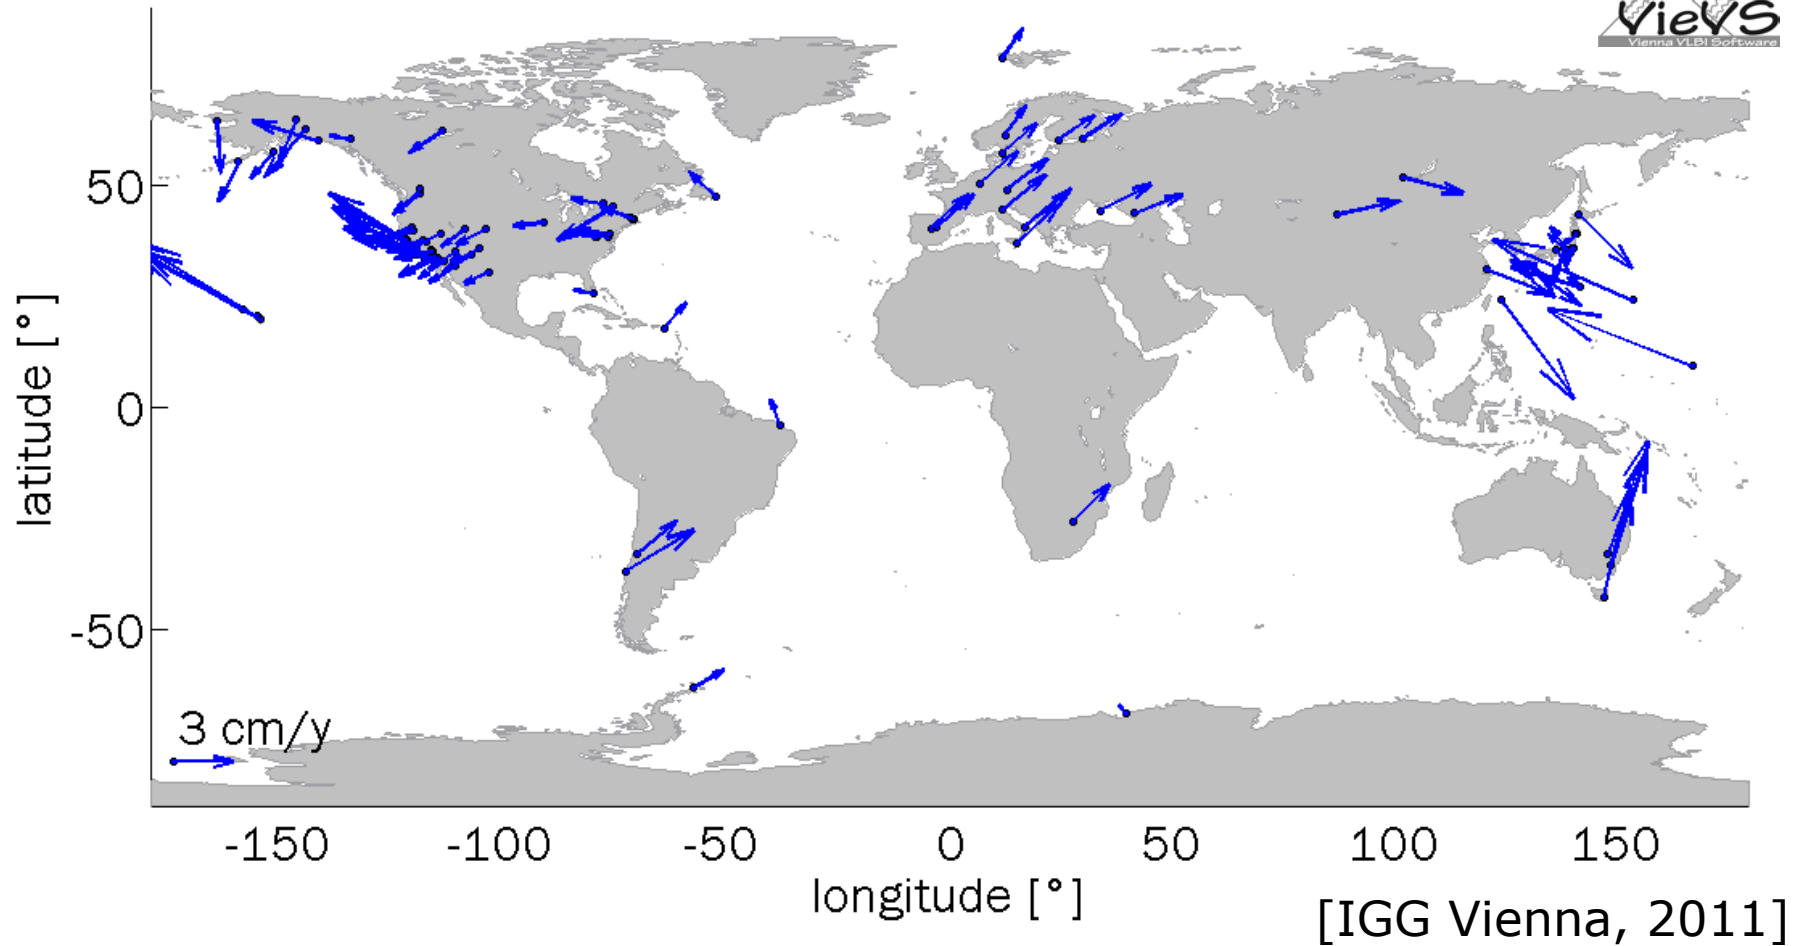 VieVS
Vienna VLBI Software
50
0
-50
latitude [°]
3 cm/y
-150 -100 -50 0 50 100 150
longitude [°]
[IGG Vienna, 2011]